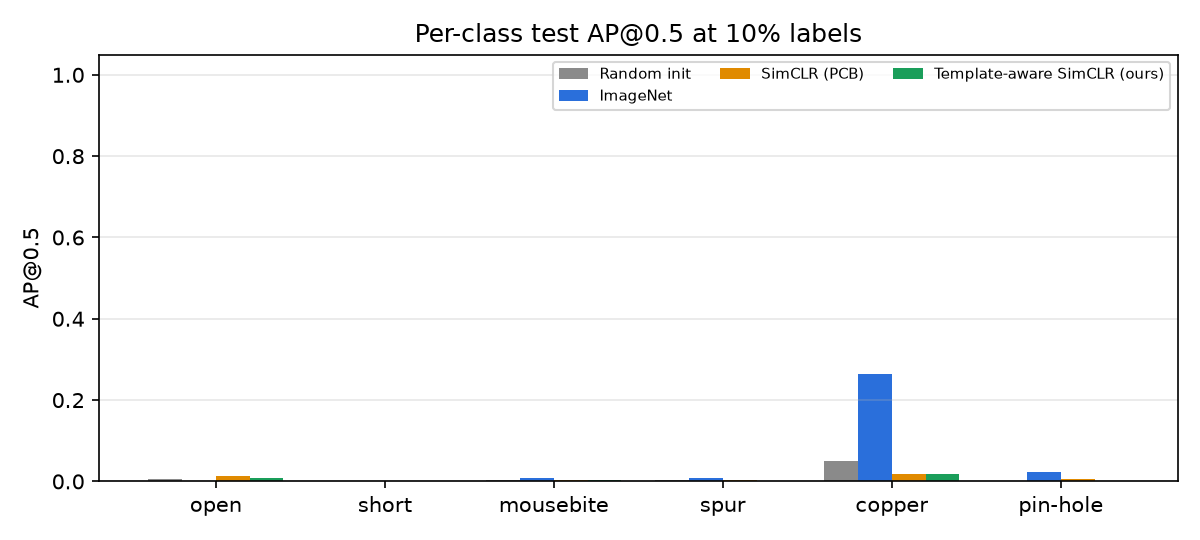 Per-class test AP@0.5 at 10% labels
Random init
SimCLR (PCB)
Template-aware SimCLR (ours)
ImageNet
AP@0.5
1.0
0.8
0.6
0.4
0.2
0.0
open
short
mousebite
spur
copper
pin-hole